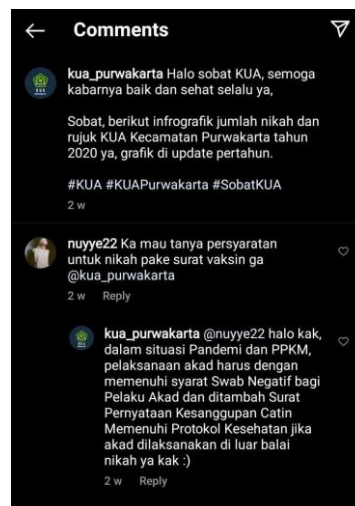 Comments
kua_purwakarta Halo sobat KUA, semoga
kabarnya baik dan sehat selalu ya,
Sobat, berikut infrografik jumlah nikah dan
rujuk KUA Kecamatan Purwakarta tahun
2020 ya, grafik di update pertahun.
#KUA #KUAPurwakarta #SobatKUA
2 w
nuyye22 Ka mau tanya persyaratan
untuk nikah pake surat vaksin ga
@kua_purwakarta
2 w Reply
kua_purwakarta @nuyye22 halo kak,
dalam situasi Pandemi dan PPKM,
pelaksanaan akad harus dengan
memenuhi syarat Swab Negatif bagi
Pelaku Akad dan ditambah Surat
Pernyataan Kesanggupan Catin
Memenuhi Protokol Kesehatan jika
akad dilaksanakan di luar balai
nikah ya kak :)
2 w Reply